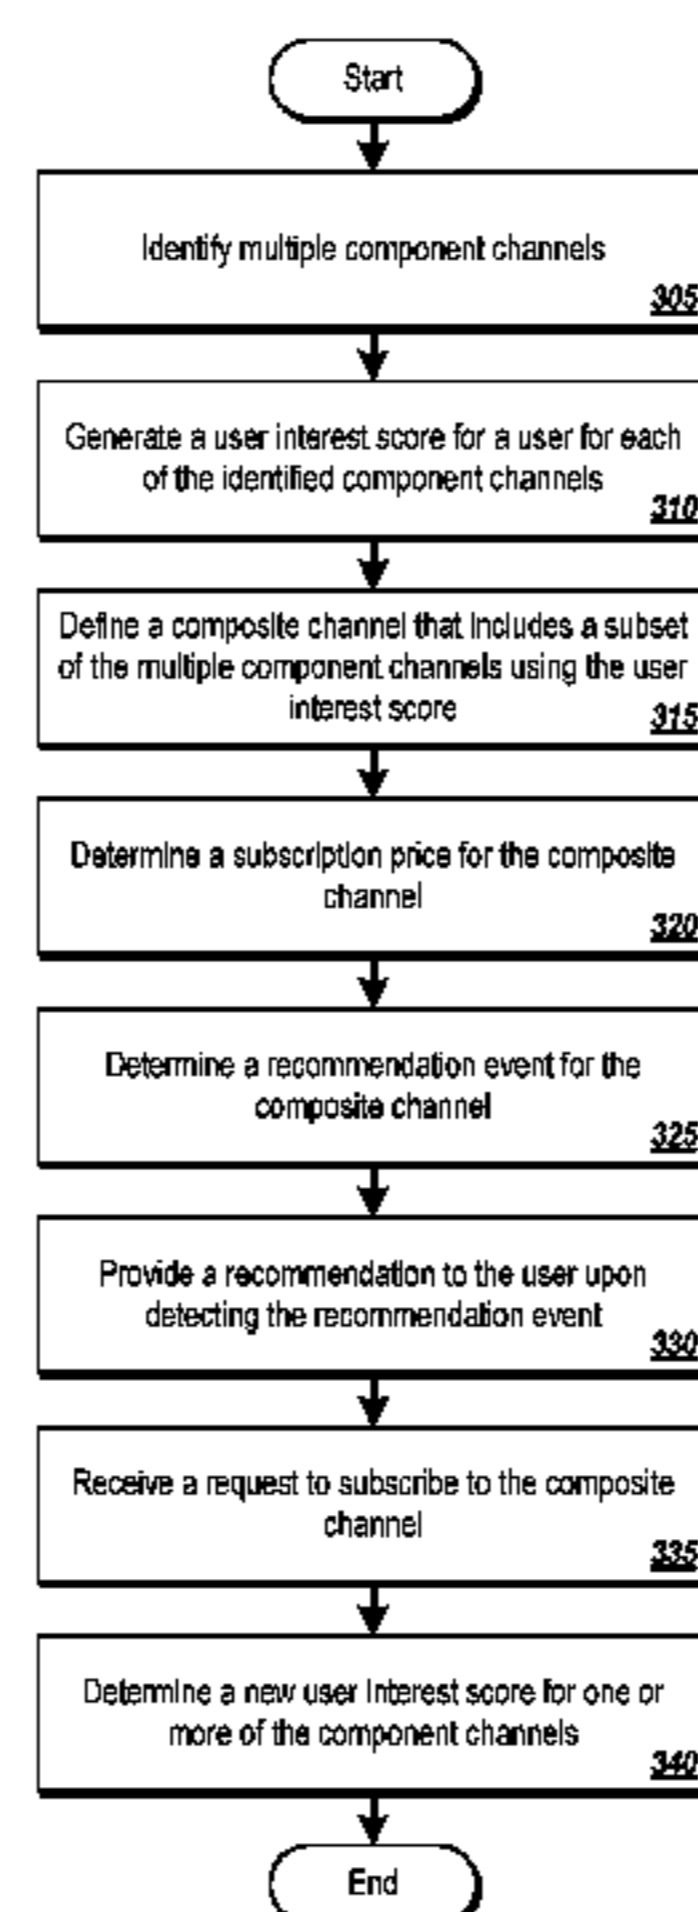 Start
Identify multiple component channels
305
Generate a user interest score for a user for each
of the identified component channels
310
Define a composite channel that includes a subset
of the multiple component channels using the user
interest score
315
Determine a subscription price for the composite
channel
320
Determine a recommendation event for the
composite channel
325
Provide a recommendation to the user upon
detecting the recommendation event
330
Receive a request to subscribe to the composite
channel
335
Determine a new user interest score for one or
more of the component channels
340
End